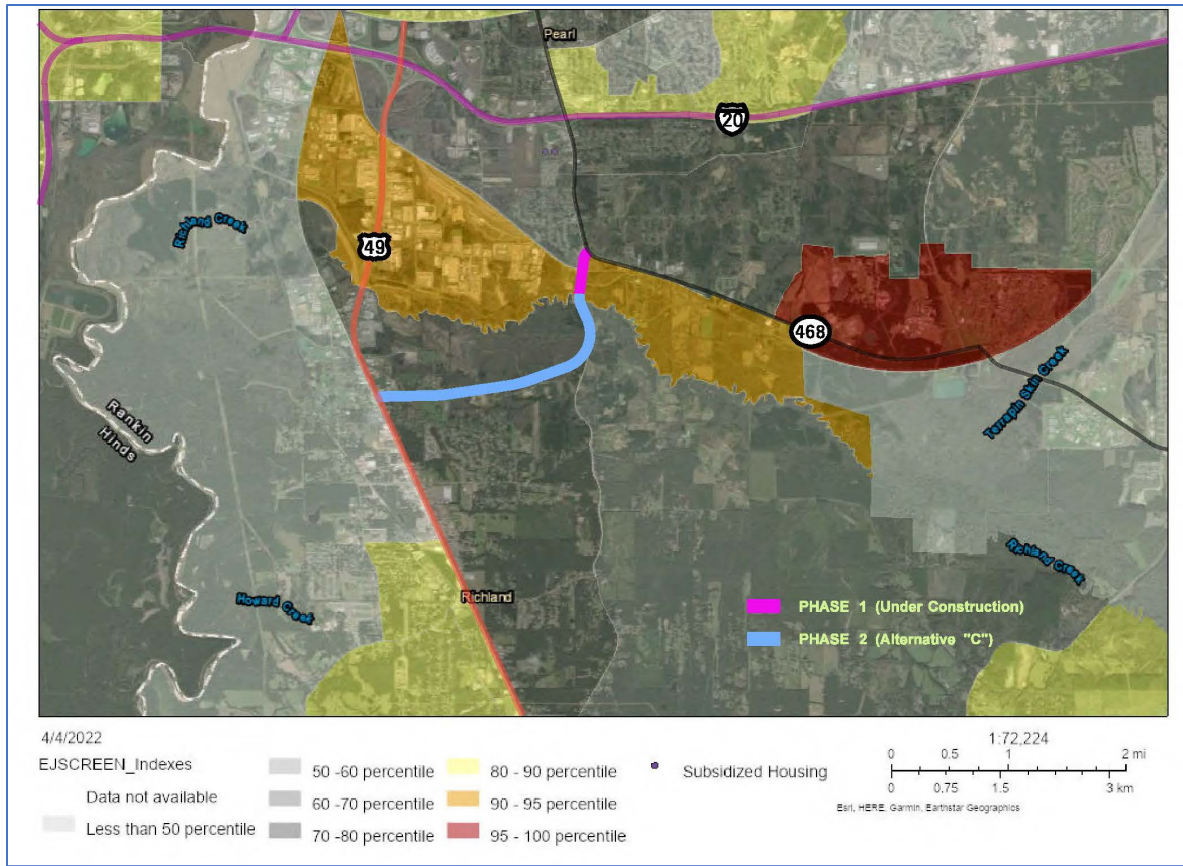 Pearl
20
Richland Creek
49
468
Terrapin Skin Creek
Rankin
Hinds
Richland Creek
Howard Creek
Richland
PHASE 1 (Under Construction)
PHASE 2 (Alternative "C")
4/4/2022
EJSCREEN_Indexes
Data not available
Less than 50 percentile
50 -60 percentile
60 -70 percentile
70 -80 percentile
80 - 90 percentile
90 - 95 percentile
95 - 100 percentile
Subsidized Housing
1:72,224
0 0.5 1 2 mi
0 0.75 1.5 3 km
Esri, HERE, Garmin, Earthstar Geographics